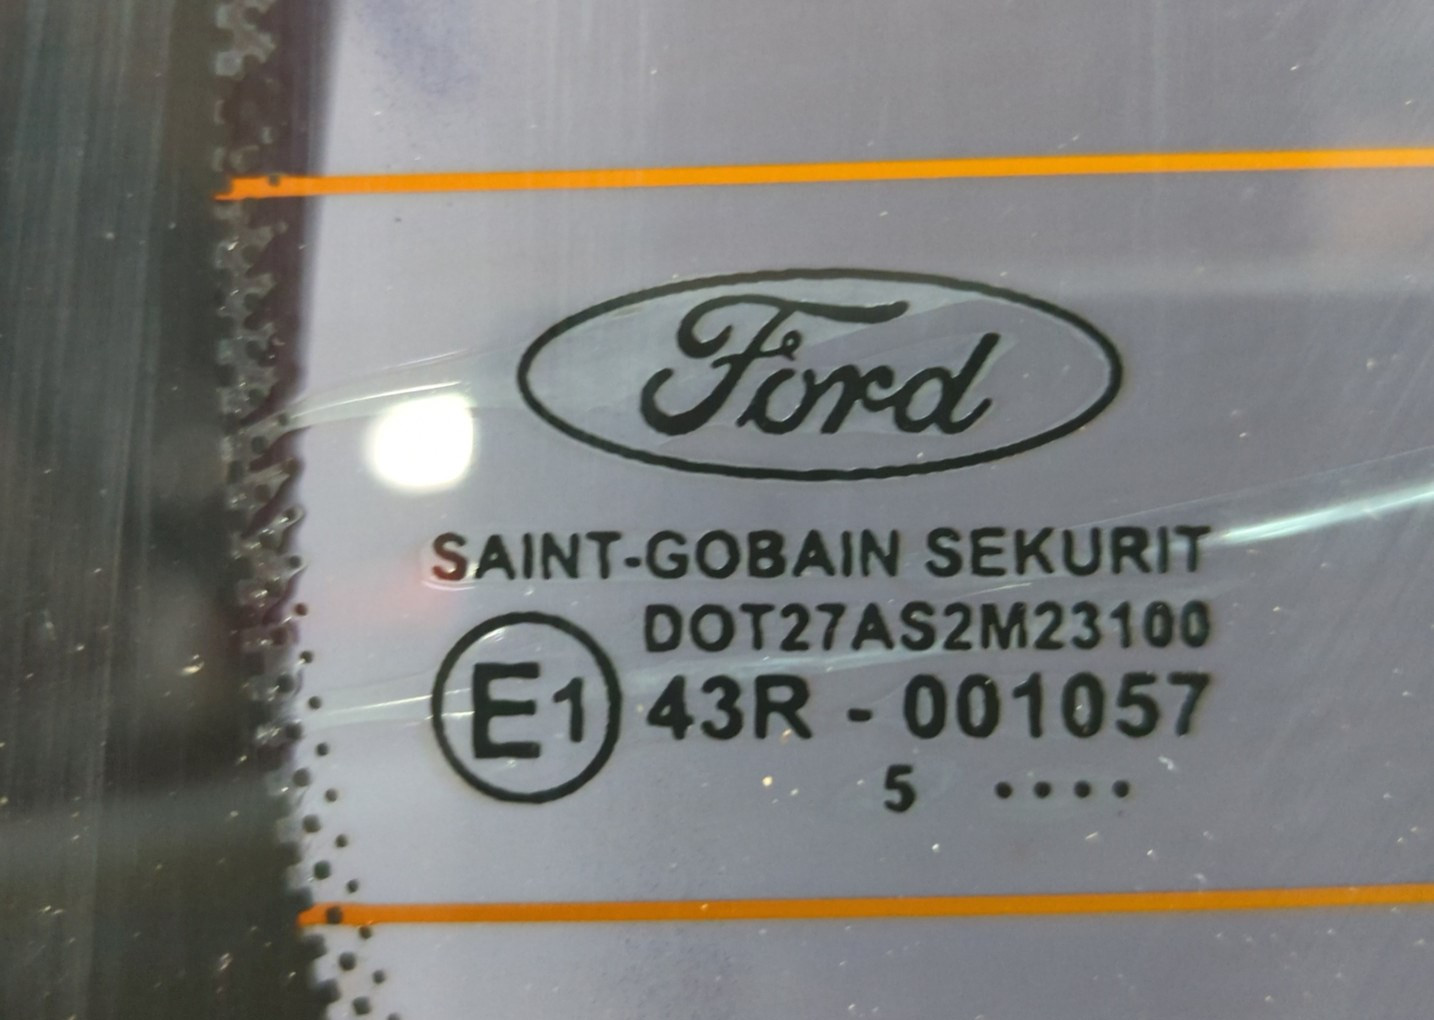 Ford
SAINT-GOBAIN SEKURIT
DOT27AS2M23100
E1 43R - 001057
5 ....